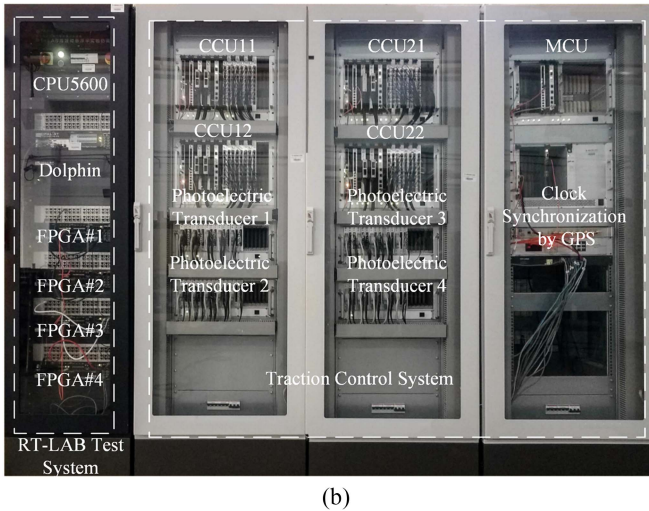 CPU5600
Dolphin
FPGA#1
FPGA#2
FPGA#3
FPGA#4
RT-LAB Test
System
CCU11
CCU12
Photoelectric
Transducer 1
Photoelectric
Transducer 2
CCU21
CCU22
Photoelectric
Transducer 3
Photoelectric
Transducer 4
MCU
Clock
Synchronization
by GPS
Traction Control System
(b)